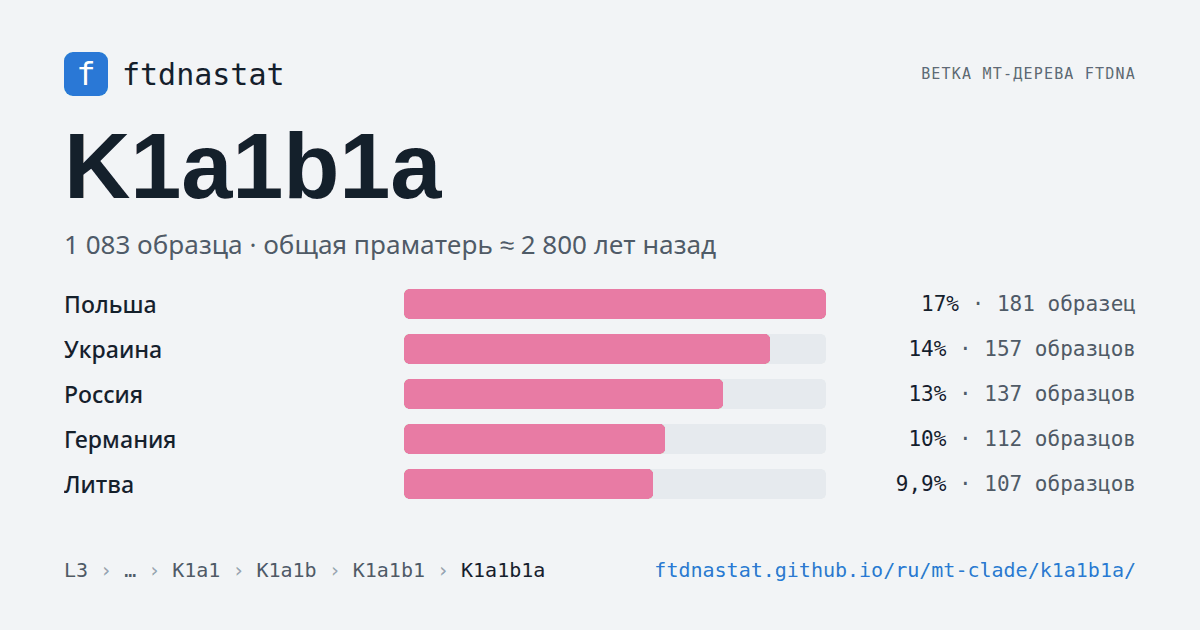 f ftdnastat
ВЕТКА МТ-ДЕРЕВА FTDNA
K1a1b1a
1 083 образца · общая праматерь ≈ 2 800 лет назад
Польша 17% · 181 образец
Украина 14% · 157 образцов
Россия 13% · 137 образцов
Германия 10% · 112 образцов
Литва 9,9% · 107 образцов
L3 › … › K1a1 › K1a1b › K1a1b1 › K1a1b1a
ftdnastat.github.io/ru/mt-clade/k1a1b1a/